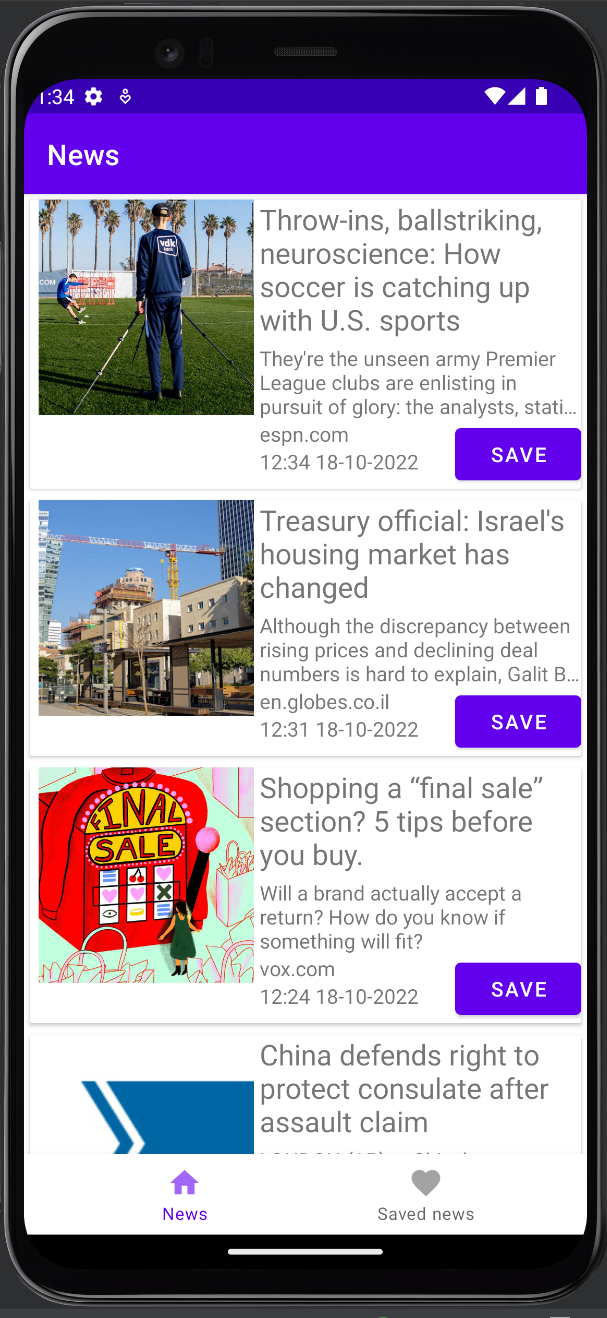 1:34
News
Throw-ins, ballstriking,
neuroscience: How
soccer is catching up
with U.S. sports
They're the unseen army Premier
League clubs are enlisting in
pursuit of glory: the analysts, stati…
espn.com
12:34 18-10-2022
SAVE
vdk
COM
Treasury official: Israel's
housing market has
changed
Although the discrepancy between
rising prices and declining deal
numbers is hard to explain, Galit B…
en.globes.co.il
12:31 18-10-2022
SAVE
FINAL
SALE
Shopping a “final sale”
section? 5 tips before
you buy.
Will a brand actually accept a
return? How do you know if
something will fit?
vox.com
12:24 18-10-2022
SAVE
China defends right to
protect consulate after
assault claim
News
Saved news